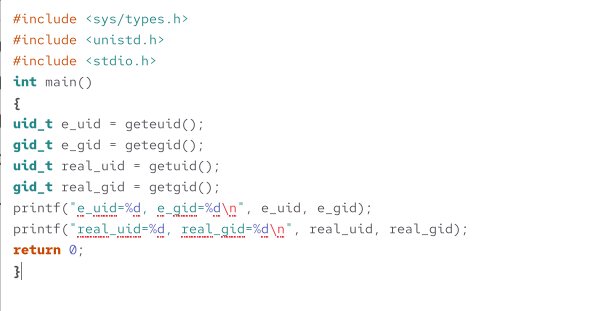 #include <sys/types.h>
#include <unistd.h>
#include <stdio.h>
int main()
{
uid_t e_uid = geteuid();
gid_t e_gid = getegid();
uid_t real_uid = getuid();
gid_t real_gid = getgid();
printf("e_uid=%d, e_gid=%d\n", e_uid, e_gid);
printf("real_uid=%d, real_gid=%d\n", real_uid, real_gid);
return 0;
}